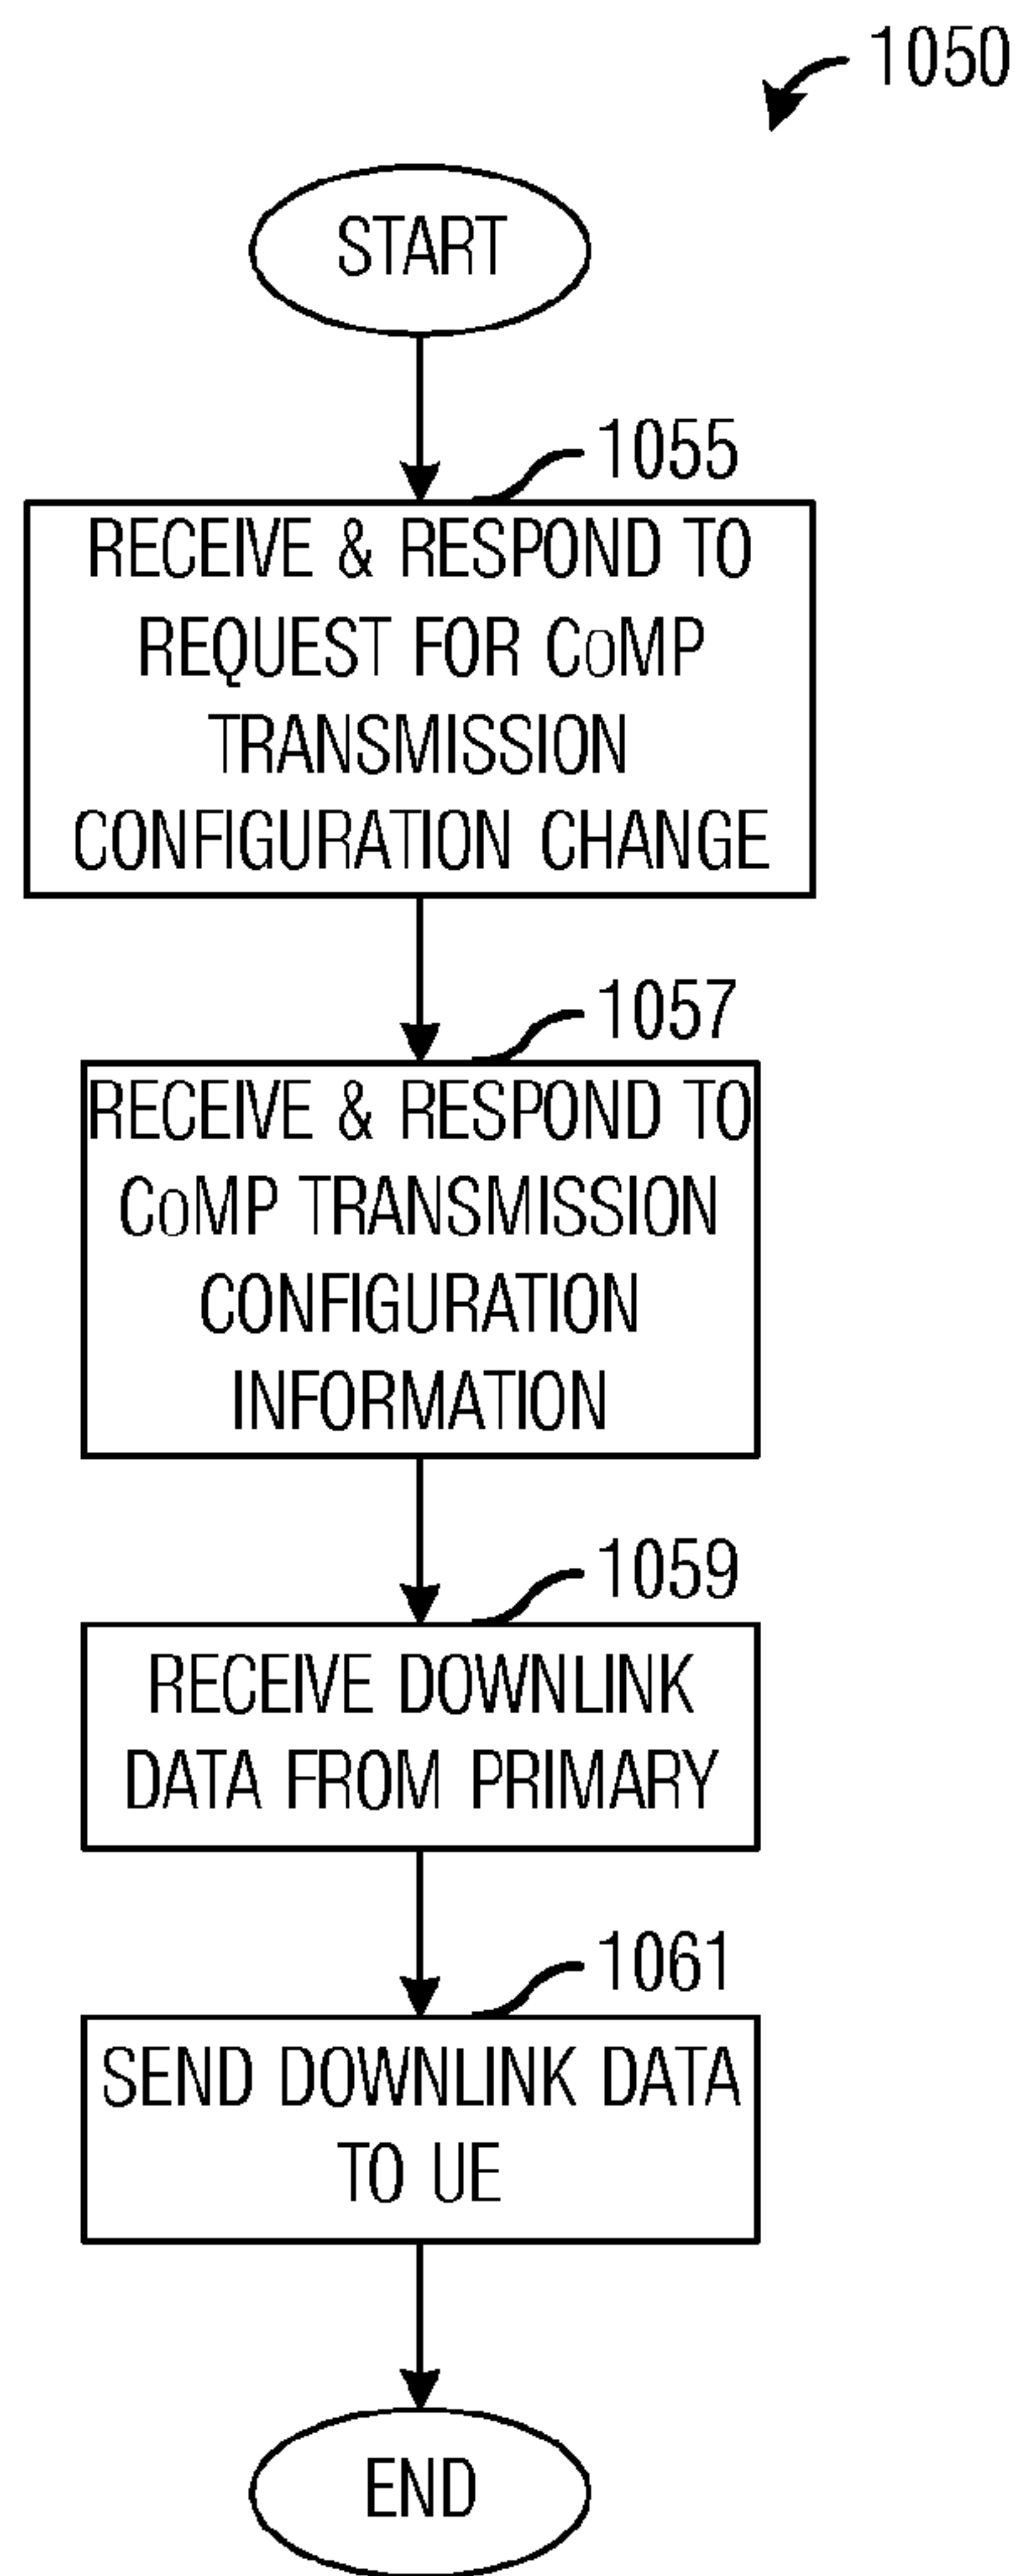 1050
START
1055
RECEIVE & RESPOND TO
REQUEST FOR CoMP
TRANSMISSION
CONFIGURATION CHANGE
1057
RECEIVE & RESPOND TO
CoMP TRANSMISSION
CONFIGURATION
INFORMATION
1059
RECEIVE DOWNLINK
DATA FROM PRIMARY
1061
SEND DOWNLINK DATA
TO UE
END